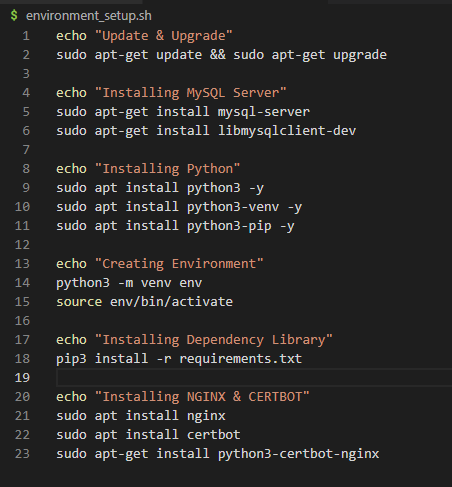 $ environment_setup.sh
1 echo "Update & Upgrade"
2 sudo apt-get update && sudo apt-get upgrade
3
4 echo "Installing MySQL Server"
5 sudo apt-get install mysql-server
6 sudo apt-get install libmysqlclient-dev
7
8 echo "Installing Python"
9 sudo apt install python3 -y
10 sudo apt install python3-venv -y
11 sudo apt install python3-pip -y
12
13 echo "Creating Environment"
14 python3 -m venv env
15 source env/bin/activate
16
17 echo "Installing Dependency Library"
18 pip3 install -r requirements.txt
19
20 echo "Installing NGINX & CERTBOT"
21 sudo apt install nginx
22 sudo apt install certbot
23 sudo apt-get install python3-certbot-nginx